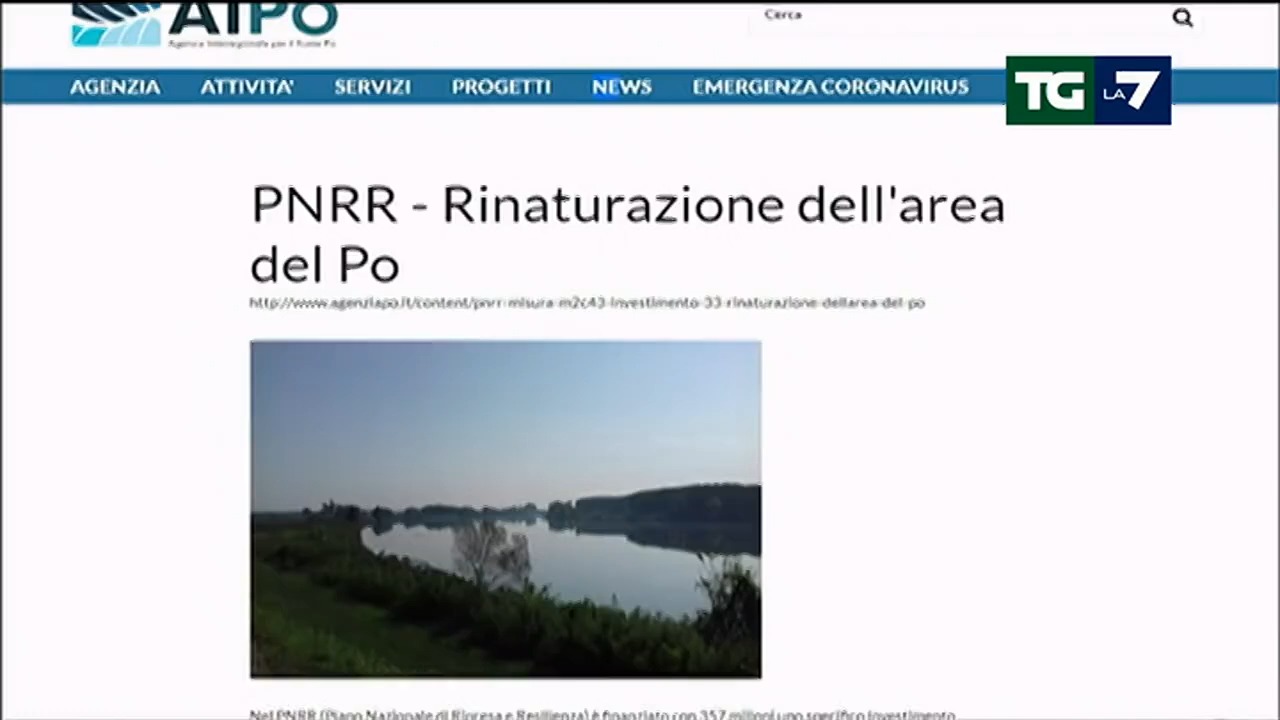 AIPO
Agenzia Interregionale per il fiume Po
Cerca
AGENZIA ATTIVITA' SERVIZI PROGETTI NEWS EMERGENZA CORONAVIRUS
TG LA7
PNRR - Rinaturazione dell'area
del Po
http://www.agenziapo.it/content/pnrr-misura-m2c43-investimento-33-rinaturazione-dellarea-del-po
Nel PNRR (Piano Nazionale di Ripresa e Resilienza) è finanziato con 357 milioni uno specifico investimento